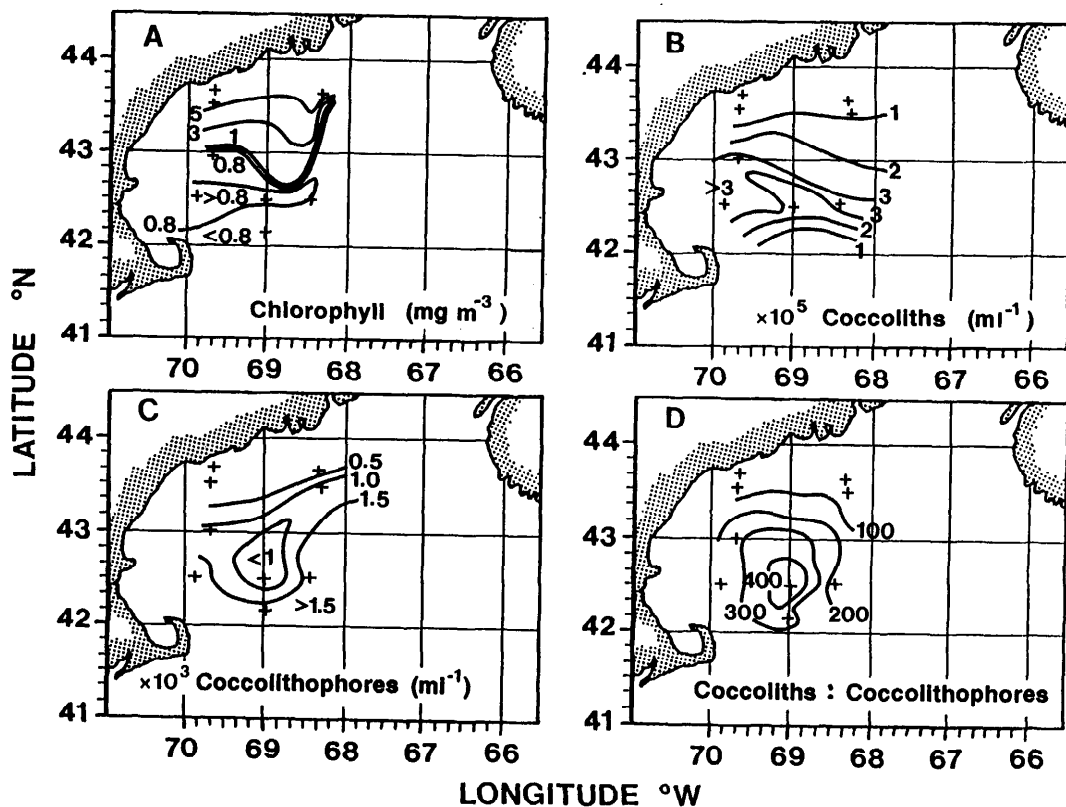 A
44
43
42
41
5
3
1
0.8
>0.8
0.8
<0.8
Chlorophyll (mg m⁻³)
70 69 68 67 66
B
44
43
42
41
1
2
3
>3
3
2
1
×10⁵ Coccoliths (ml⁻¹)
70 69 68 67 66
C
44
43
42
41
0.5
1.0
1.5
<1
>1.5
×10³ Coccolithophores (ml⁻¹)
70 69 68 67 66
D
44
43
42
41
100
400
300
200
Coccoliths : Coccolithophores
70 69 68 67 66
LATITUDE °N
LONGITUDE °W